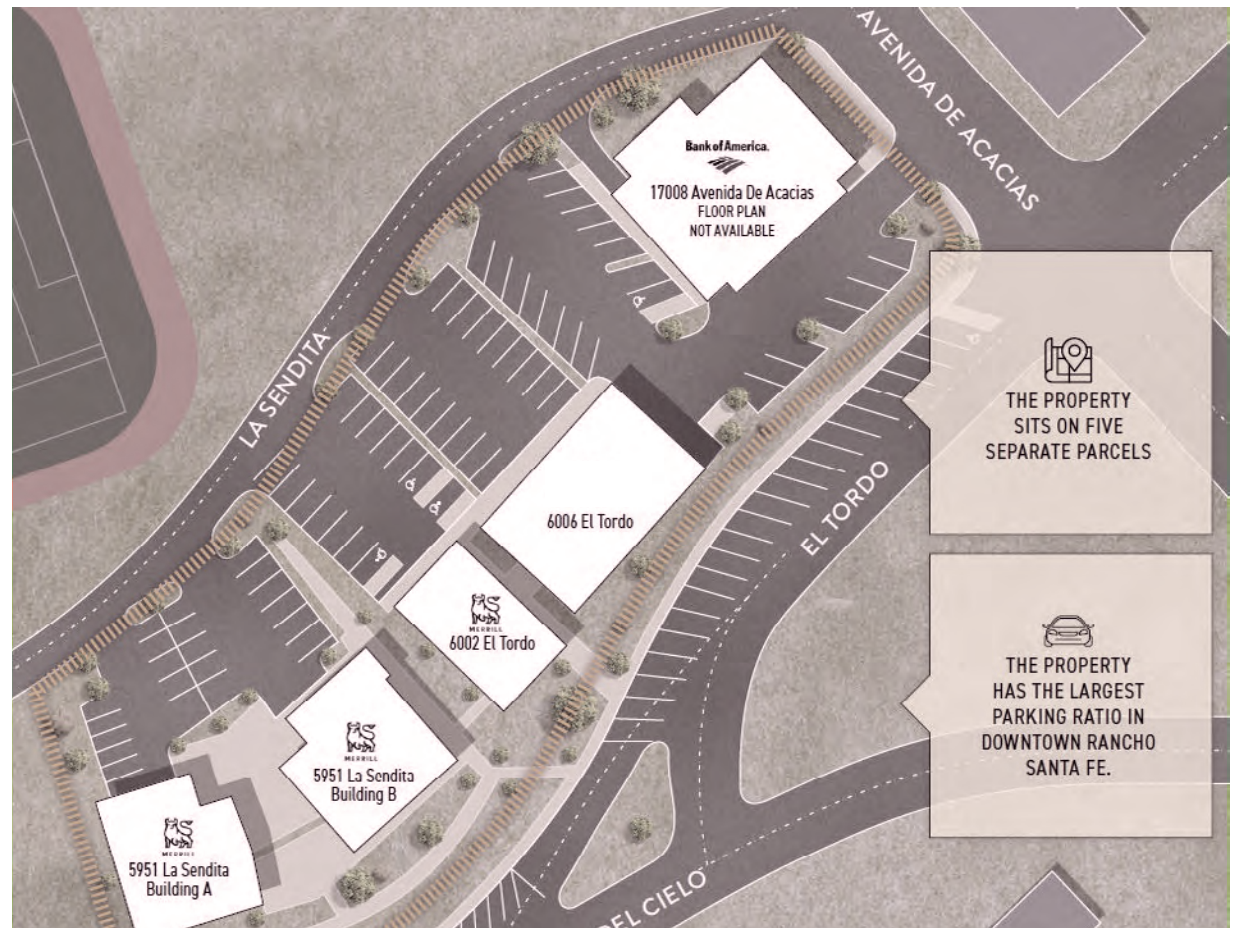 AVENIDA DE ACACIAS
Bank of America.
17008 Avenida De Acacias
FLOOR PLAN
NOT AVAILABLE
LA SENDITA
THE PROPERTY
SITS ON FIVE
SEPARATE PARCELS
EL TORDO
6006 El Tordo
MERRILL
6002 El Tordo
THE PROPERTY
HAS THE LARGEST
PARKING RATIO IN
DOWNTOWN RANCHO
SANTA FE.
MERRILL
5951 La Sendita
Building B
MERRILL
5951 La Sendita
Building A
DEL CIELO